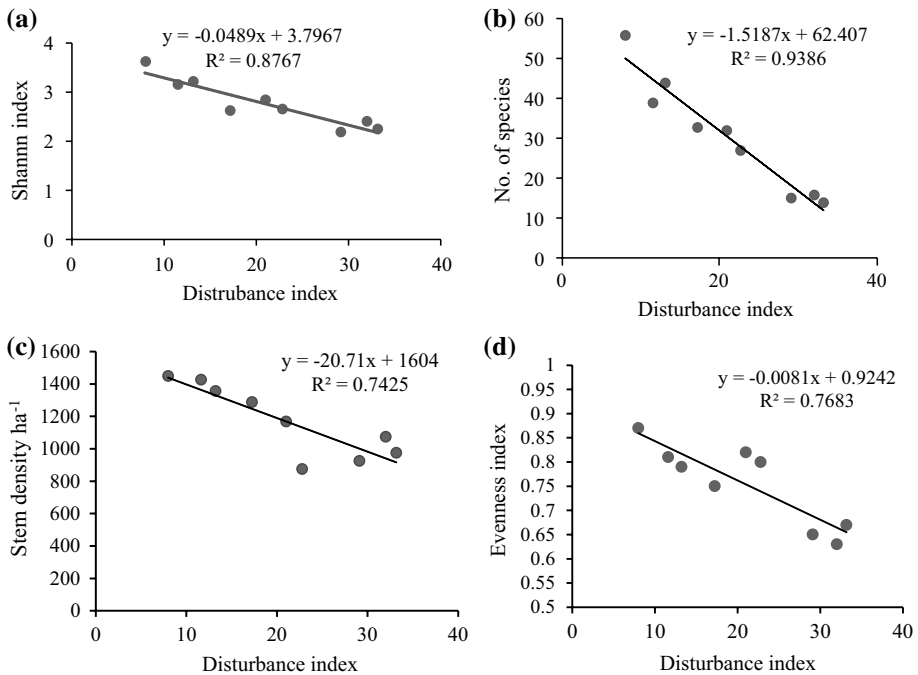 (a)
y = -0.0489x + 3.7967
R² = 0.8767
4
3
2
1
0
0 10 20 30 40
Shannn index
Distrubance index
(b)
y = -1.5187x + 62.407
R² = 0.9386
60
50
40
30
20
10
0
0 20 40
No. of species
Disturbance index
(c)
y = -20.71x + 1604
R² = 0.7425
1600
1400
1200
1000
800
600
400
200
0
0 10 20 30 40
Stem density ha⁻¹
Disturbance index
(d)
y = -0.0081x + 0.9242
R² = 0.7683
1
0.95
0.9
0.85
0.8
0.75
0.7
0.65
0.6
0.55
0.5
0 10 20 30 40
Evenness index
Disturbance index